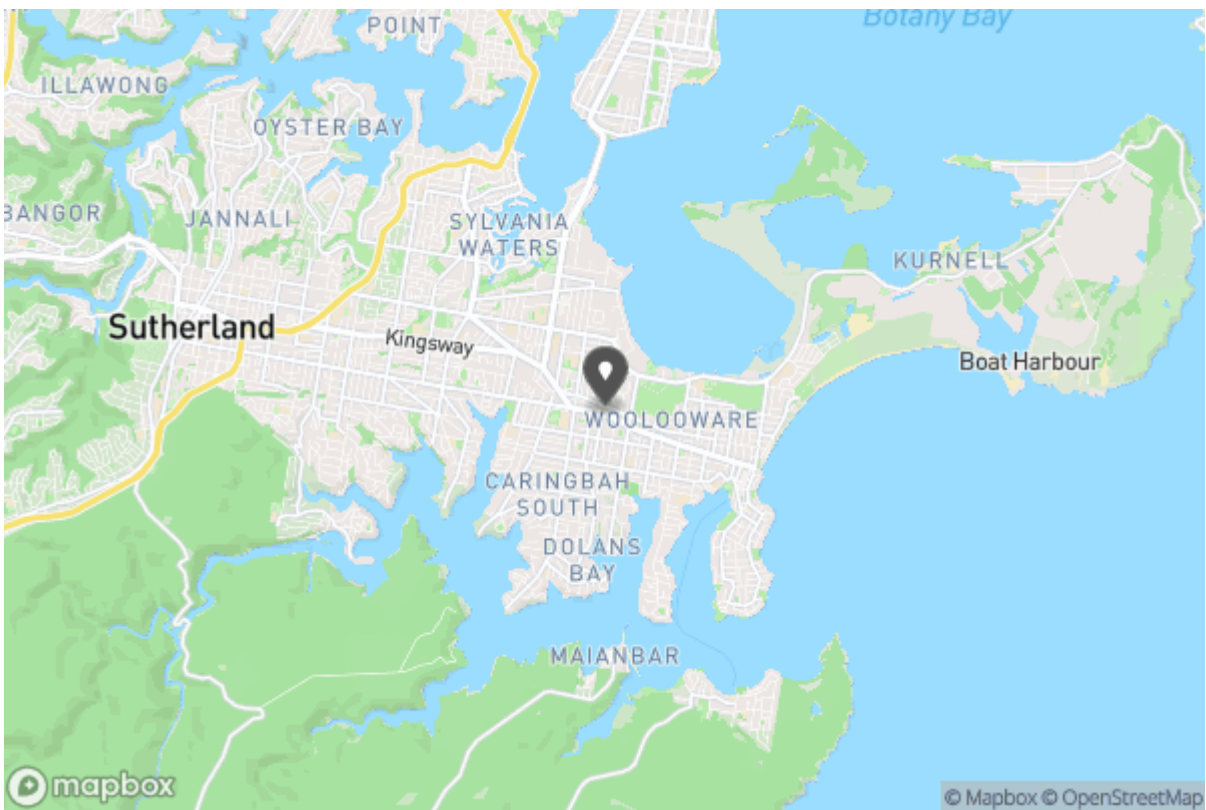 Botany Bay
POINT
ILLAWONG
OYSTER BAY
BANGOR
JANNALI
SYLVANIA
WATERS
KURNELL
Sutherland
Kingsway
Boat Harbour
WOOLOOWARE
CARINGBAH
SOUTH
DOLANS
BAY
MAIANBAR
mapbox
© Mapbox © OpenStreetMap